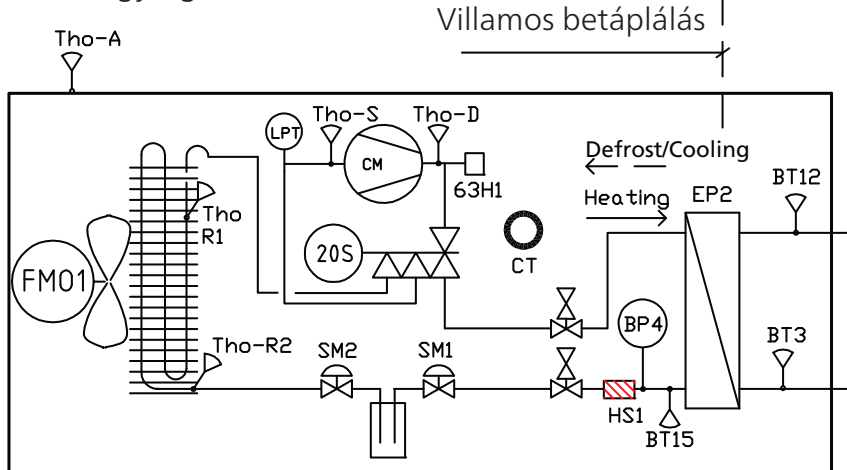 Villamos betáplálás
Tho-A
Tho-S
Tho-D
LPT
CM
63H1
Defrost/Cooling
Heating
EP2
BT12
Tho
R1
20S
CT
FM01
BP4
BT3
Tho-R2
SM2
SM1
HS1
BT15